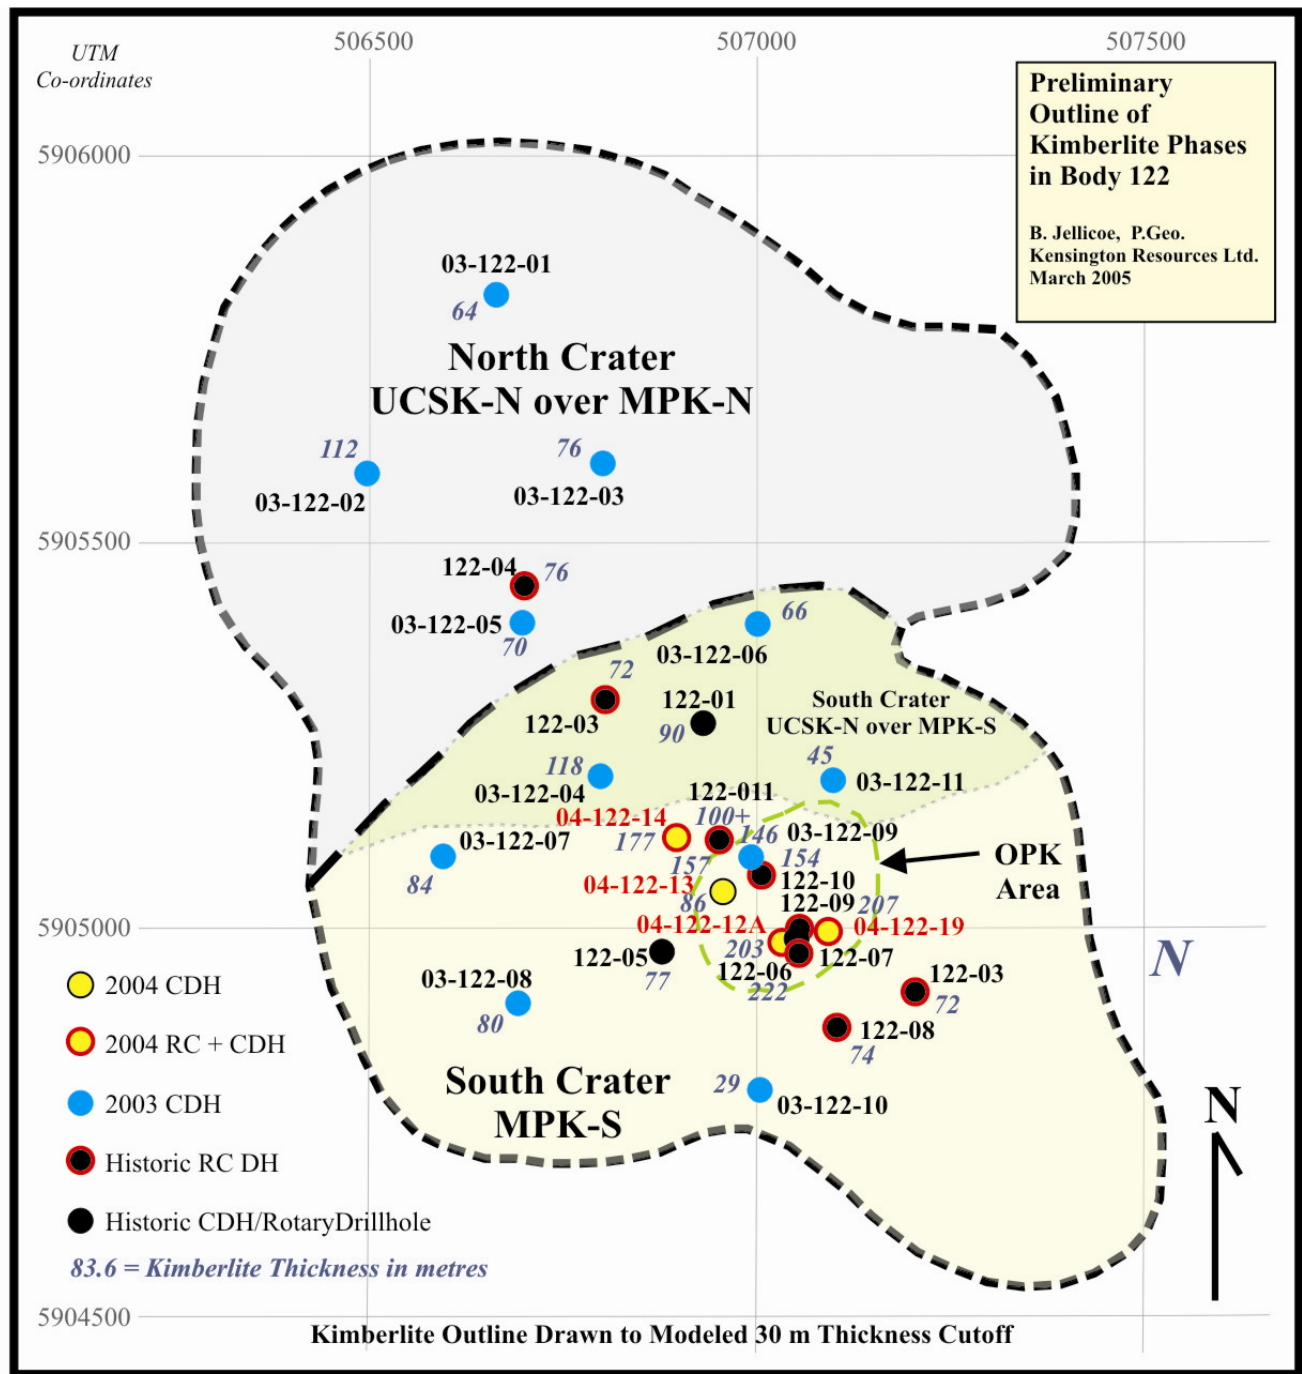 UTM
Co-ordinates
506500
507000
507500
5906000
Preliminary
Outline of
Kimberlite Phases
in Body 122
B. Jellicoe, P.Geo.
Kensington Resources Ltd.
March 2005
03-122-01
64
North Crater
UCSK-N over MPK-N
112
03-122-02
76
03-122-03
5905500
122-04
76
03-122-05
70
66
03-122-06
72
122-03
122-01
90
South Crater
UCSK-N over MPK-S
118
03-122-04
45
03-122-11
122-011
100+
04-122-14
177
146
03-122-09
03-122-07
84
157
154
122-10
OPK
Area
04-122-13
86
122-09
207
5905000
04-122-12A
203
04-122-19
122-05
77
122-06
222
122-07
N
122-03
72
03-122-08
80
122-08
74
2004 CDH
2004 RC + CDH
2003 CDH
Historic RC DH
Historic CDH/RotaryDrillhole
83.6 = Kimberlite Thickness in metres
South Crater
MPK-S
29
03-122-10
N
5904500
Kimberlite Outline Drawn to Modeled 30 m Thickness Cutoff